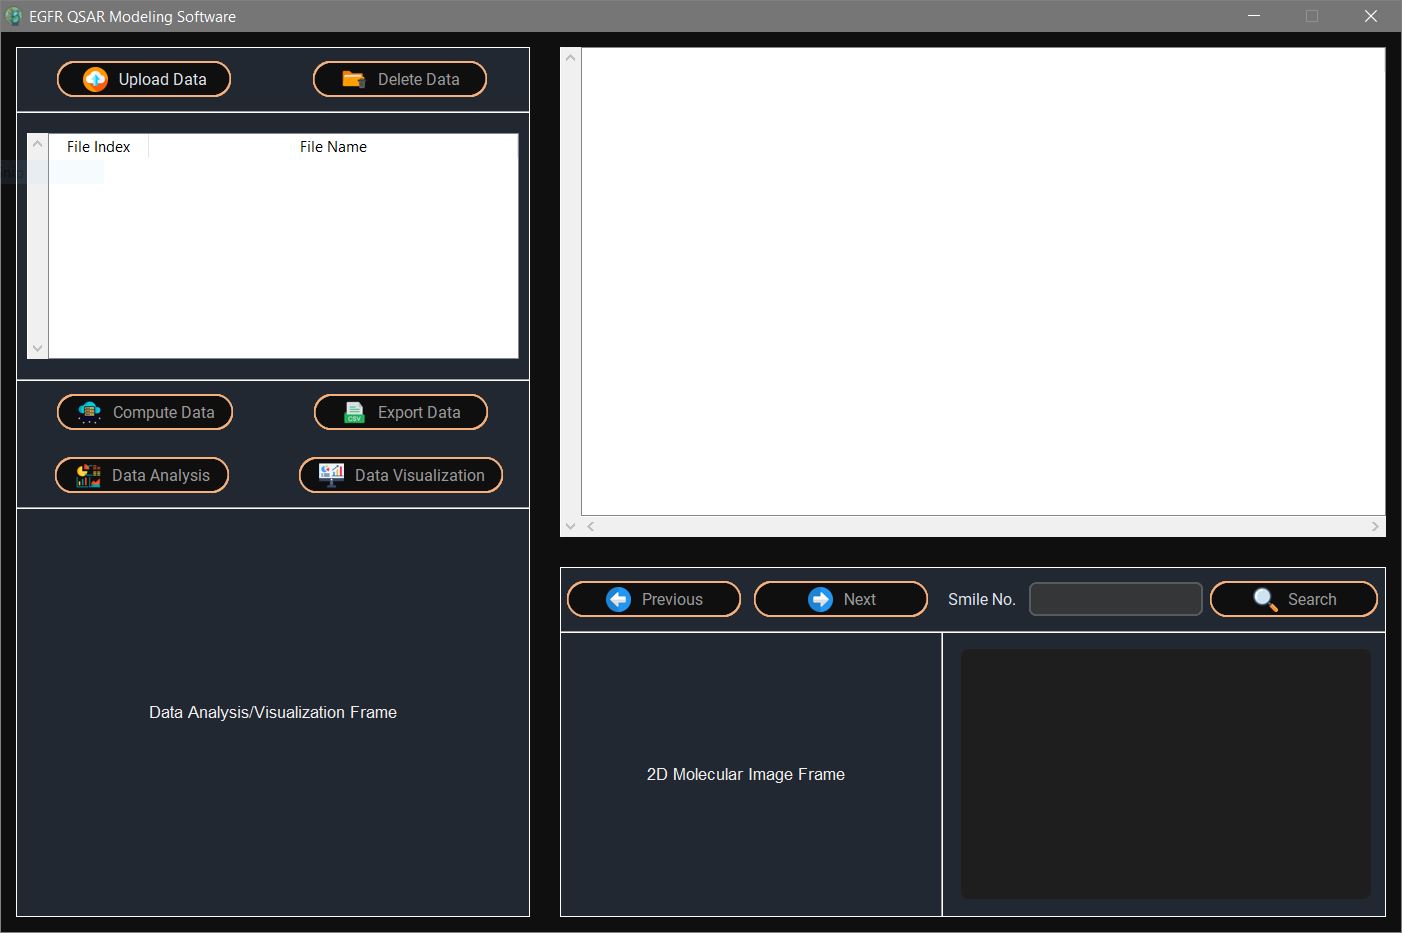 EGFR QSAR Modeling Software
Upload Data
Delete Data
File Index
File Name
Compute Data
CSV
Export Data
Data Analysis
Data Visualization
Data Analysis/Visualization Frame
Previous
Next
Smile No.
Search
2D Molecular Image Frame